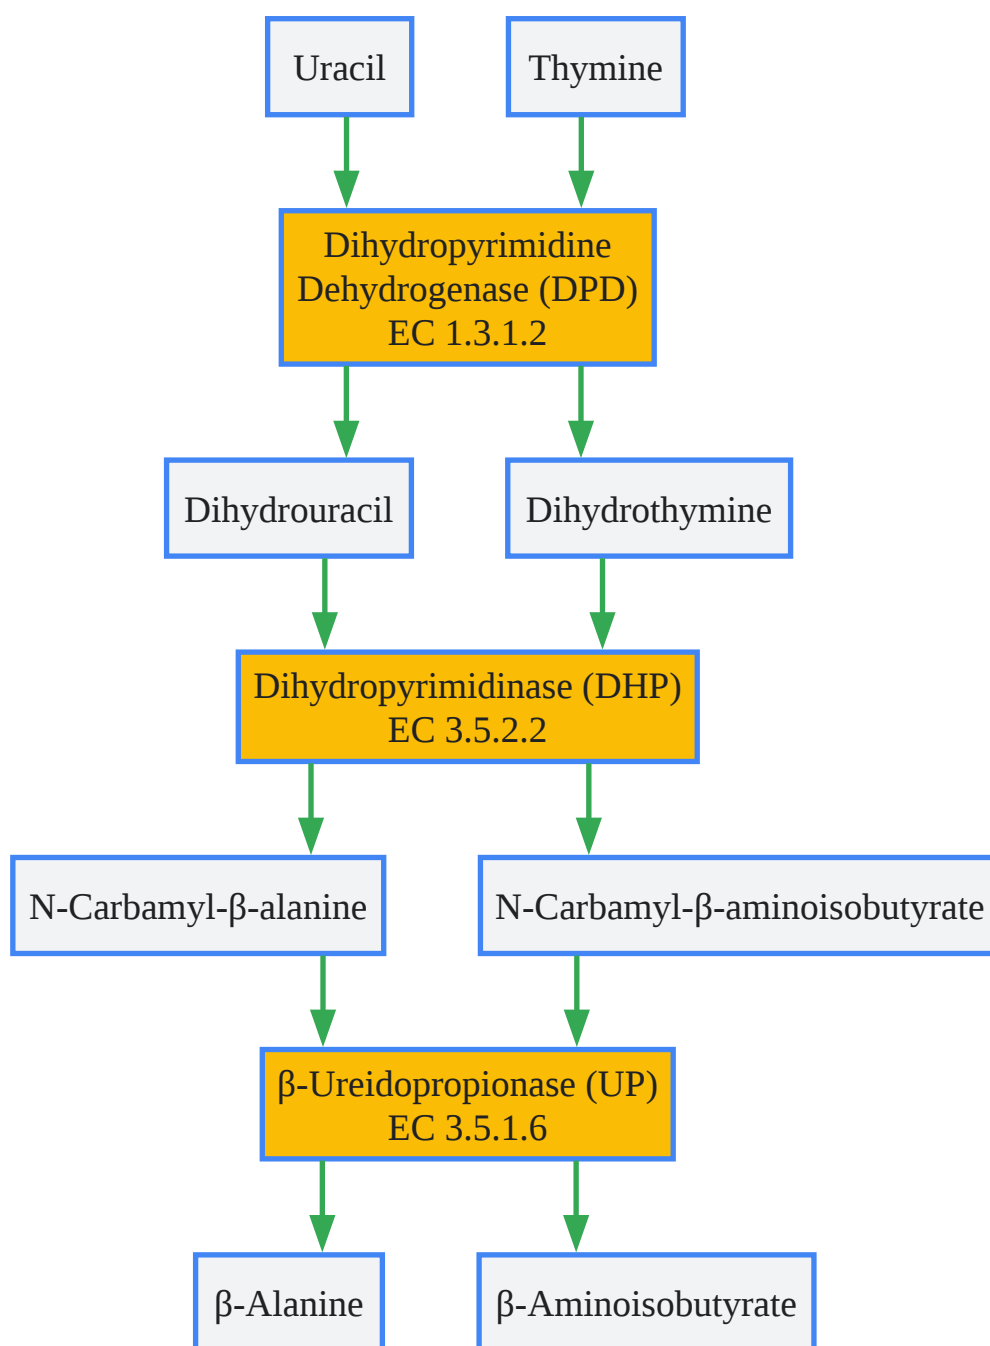 Uracil
Thymine
Dihydropyrimidine
Dehydrogenase (DPD)
EC 1.3.1.2
Dihydrouracil
Dihydrothymine
Dihydropyrimidinase (DHP)
EC 3.5.2.2
N-Carbamyl-β-alanine
N-Carbamyl-β-aminoisobutyrate
β-Ureidopropionase (UP)
EC 3.5.1.6
β-Alanine
β-Aminoisobutyrate